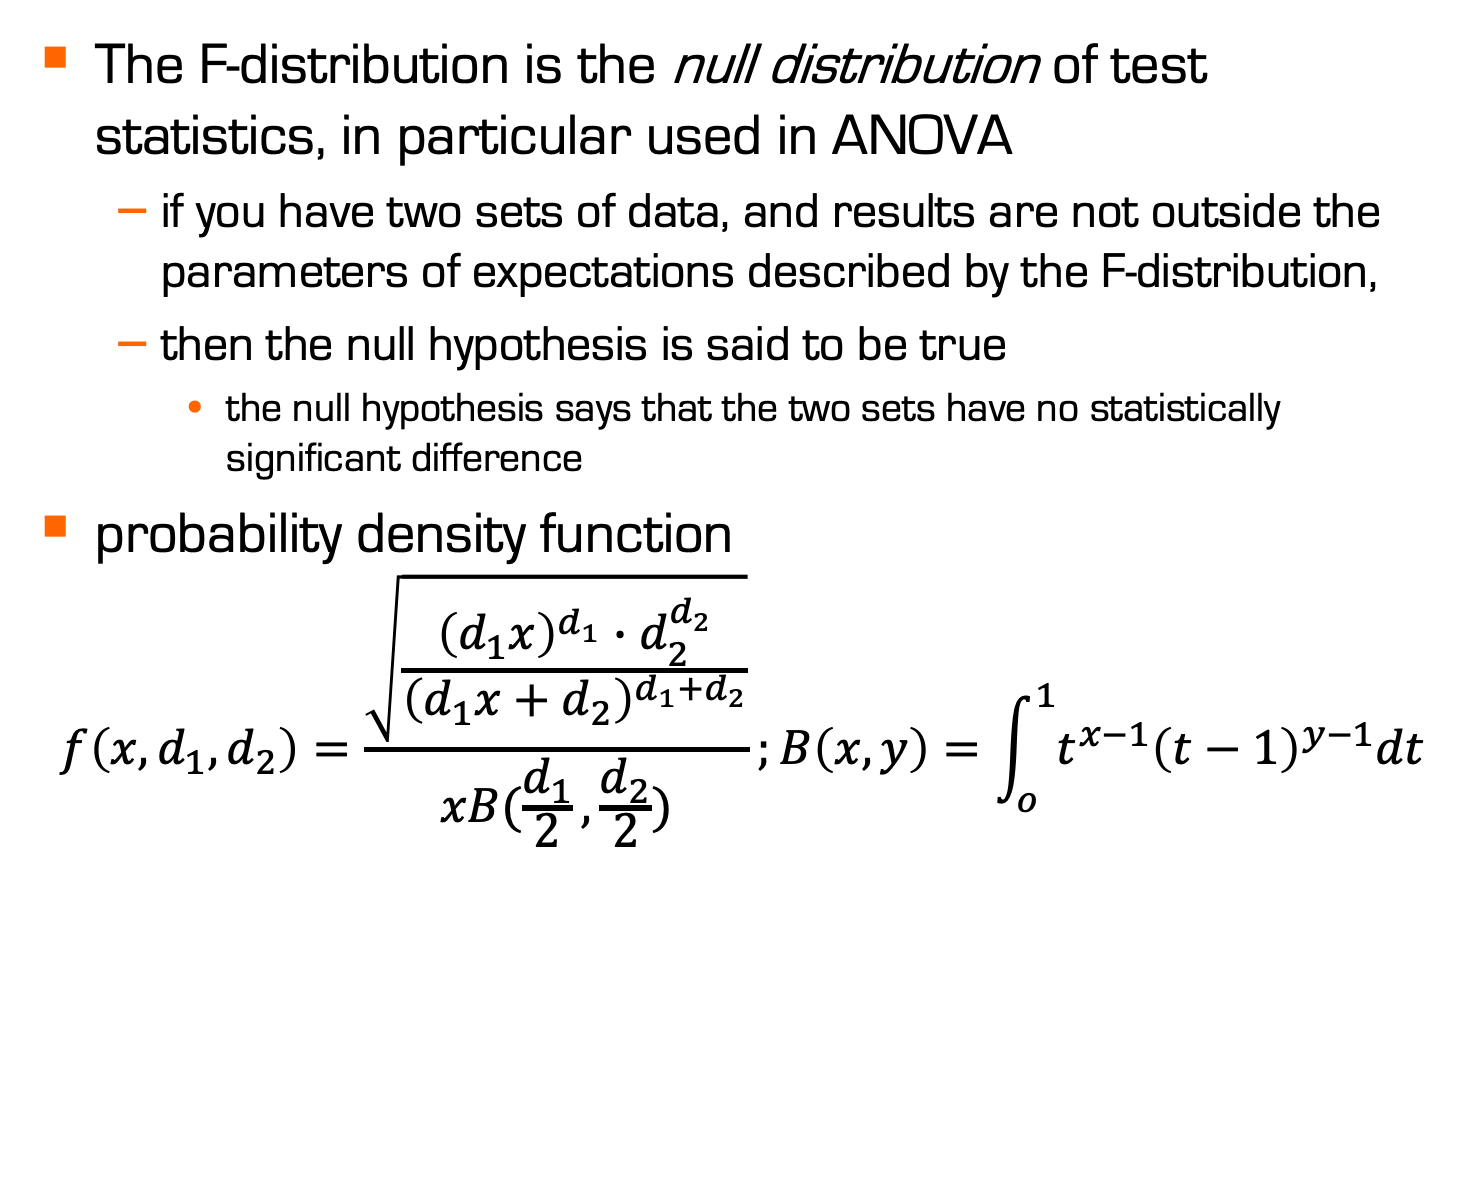 ▪ The F-distribution is the null distribution of test
statistics, in particular used in ANOVA
– if you have two sets of data, and results are not outside the
parameters of expectations described by the F-distribution,
– then the null hypothesis is said to be true
• the null hypothesis says that the two sets have no statistically
significant difference
▪ probability density function
f(x, d₁, d₂) = √((d₁x)^d₁ · d₂^d₂ / (d₁x + d₂)^(d₁+d₂)) / xB(d₁/2, d₂/2) ; B(x, y) = ∫ₒ¹ t^(x−1)(t − 1)^(y−1)dt